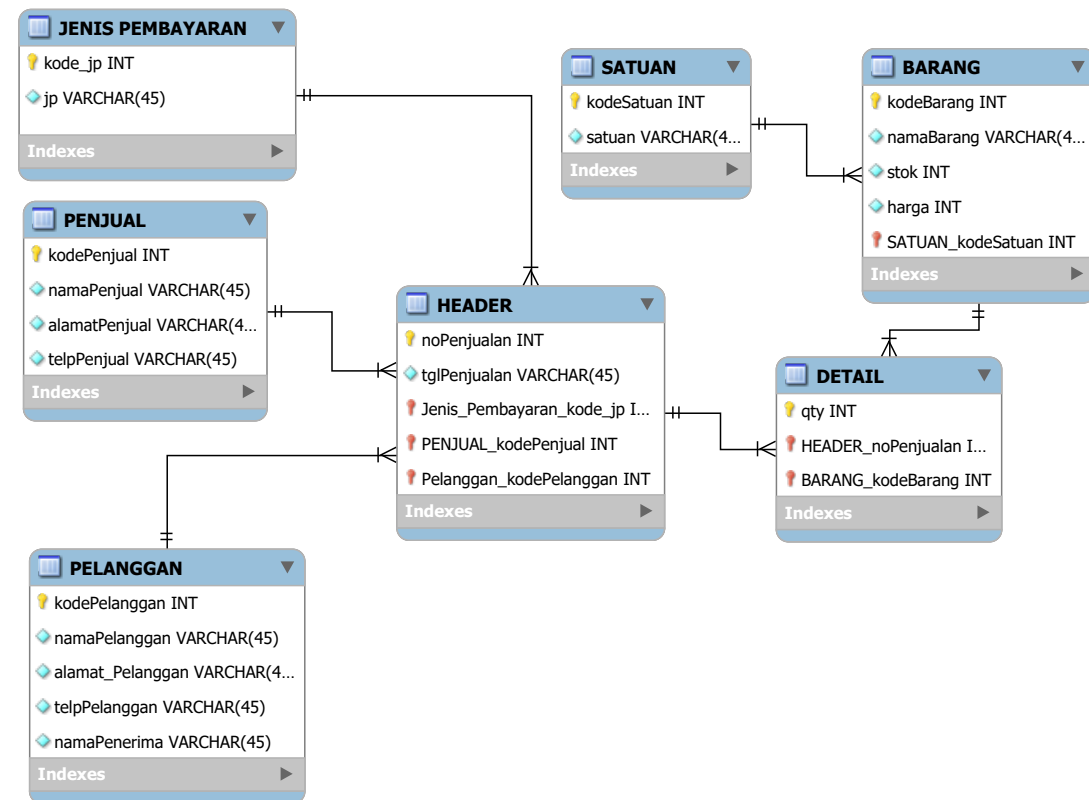 JENIS PEMBAYARAN
kode_jp INT
jp VARCHAR(45)
Indexes
PENJUAL
kodePenjual INT
namaPenjual VARCHAR(45)
alamatPenjual VARCHAR(4...
telpPenjual VARCHAR(45)
Indexes
PELANGGAN
kodePelanggan INT
namaPelanggan VARCHAR(45)
alamat_Pelanggan VARCHAR(4...
telpPelanggan VARCHAR(45)
namaPenerima VARCHAR(45)
Indexes
HEADER
noPenjualan INT
tglPenjualan VARCHAR(45)
Jenis_Pembayaran_kode_jp I...
PENJUAL_kodePenjual INT
Pelanggan_kodePelanggan INT
Indexes
SATUAN
kodeSatuan INT
satuan VARCHAR(4...
Indexes
BARANG
kodeBarang INT
namaBarang VARCHAR(4...
stok INT
harga INT
SATUAN_kodeSatuan INT
Indexes
DETAIL
qty INT
HEADER_noPenjualan I...
BARANG_kodeBarang INT
Indexes